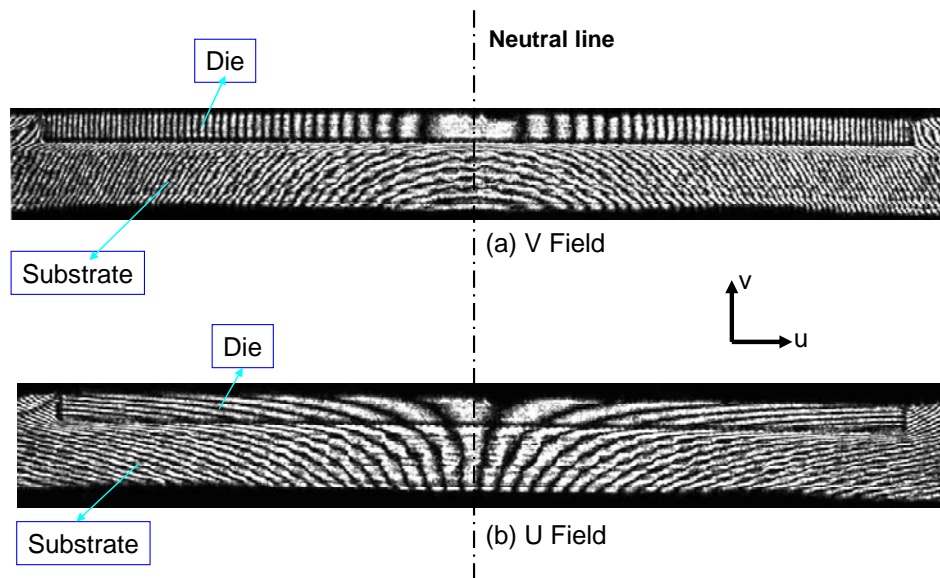 Neutral line
Die
Substrate
(a) V Field
v
u
Die
Substrate
(b) U Field